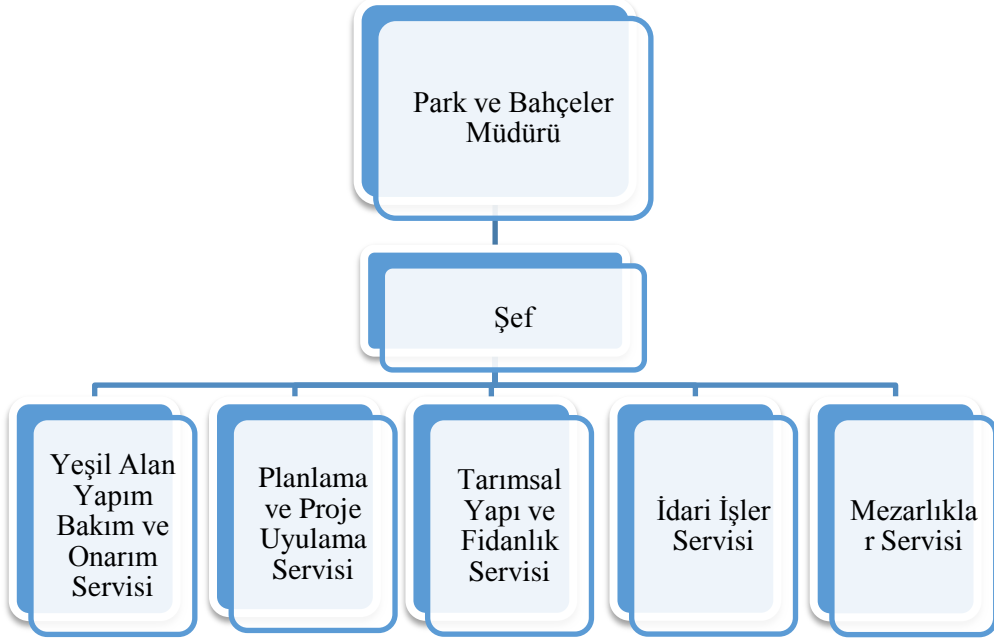 Park ve Bahçeler
Müdürü
Şef
Yeşil Alan
Yapım
Bakım ve
Onarım
Servisi
Planlama
ve Proje
Uyulama
Servisi
Tarımsal
Yapı ve
Fidanlık
Servisi
İdari İşler
Servisi
Mezarlıkla
r Servisi